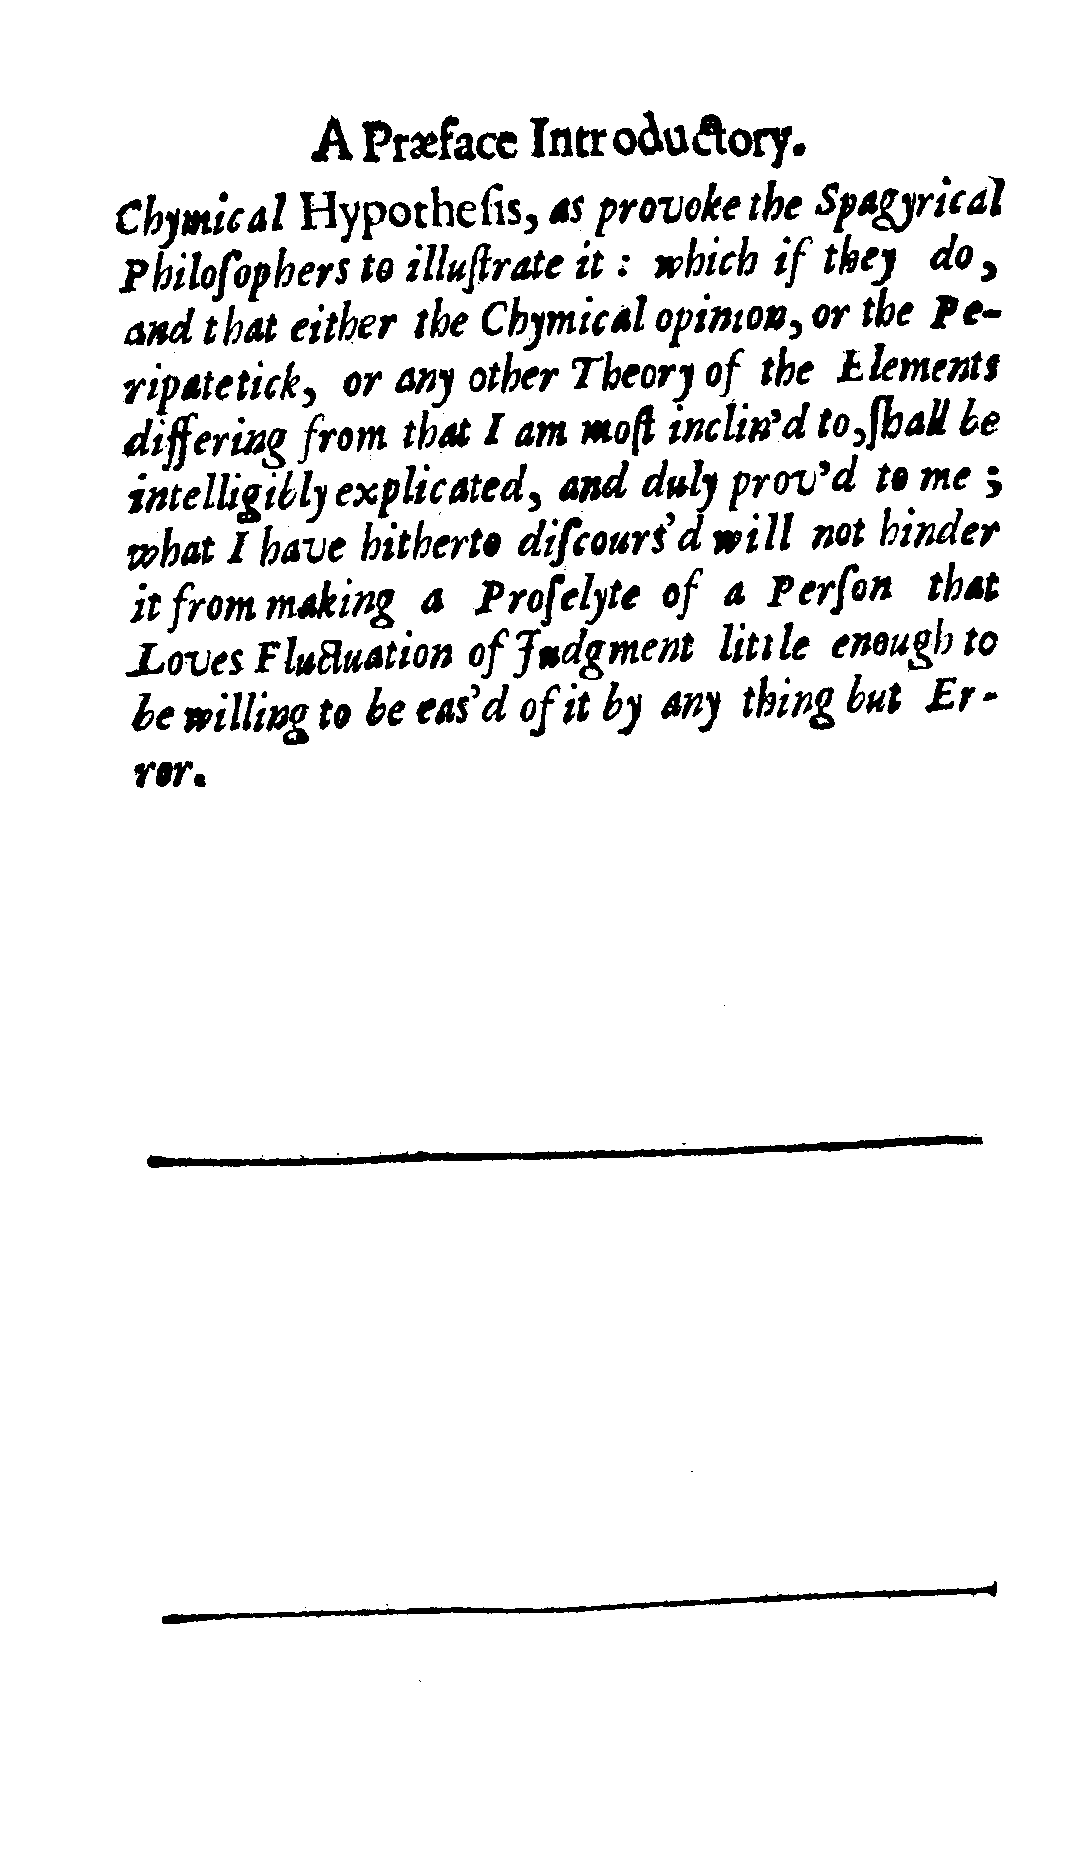 A Præface Introductory.
Chymical Hypothesis, as provoke the Spagyrical
Philoſophers to illuſtrate it : which if they do,
and that either the Chymical opinion, or the Pe-
ripatetick, or any other Theory of the Elements
differing from that I am moſt inclin'd to, ſhall be
intelligibly explicated, and duly prov'd to me ;
what I have hitherto diſcours'd will not hinder
it from making a Proſelyte of a Perſon that
Loves Fluctuation of Judgment little enough to
be willing to be eas'd of it by any thing but Er-
ror.